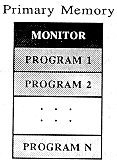 Primary Memory
MONITOR
PROGRAM 1
PROGRAM 2
. . .
PROGRAM N